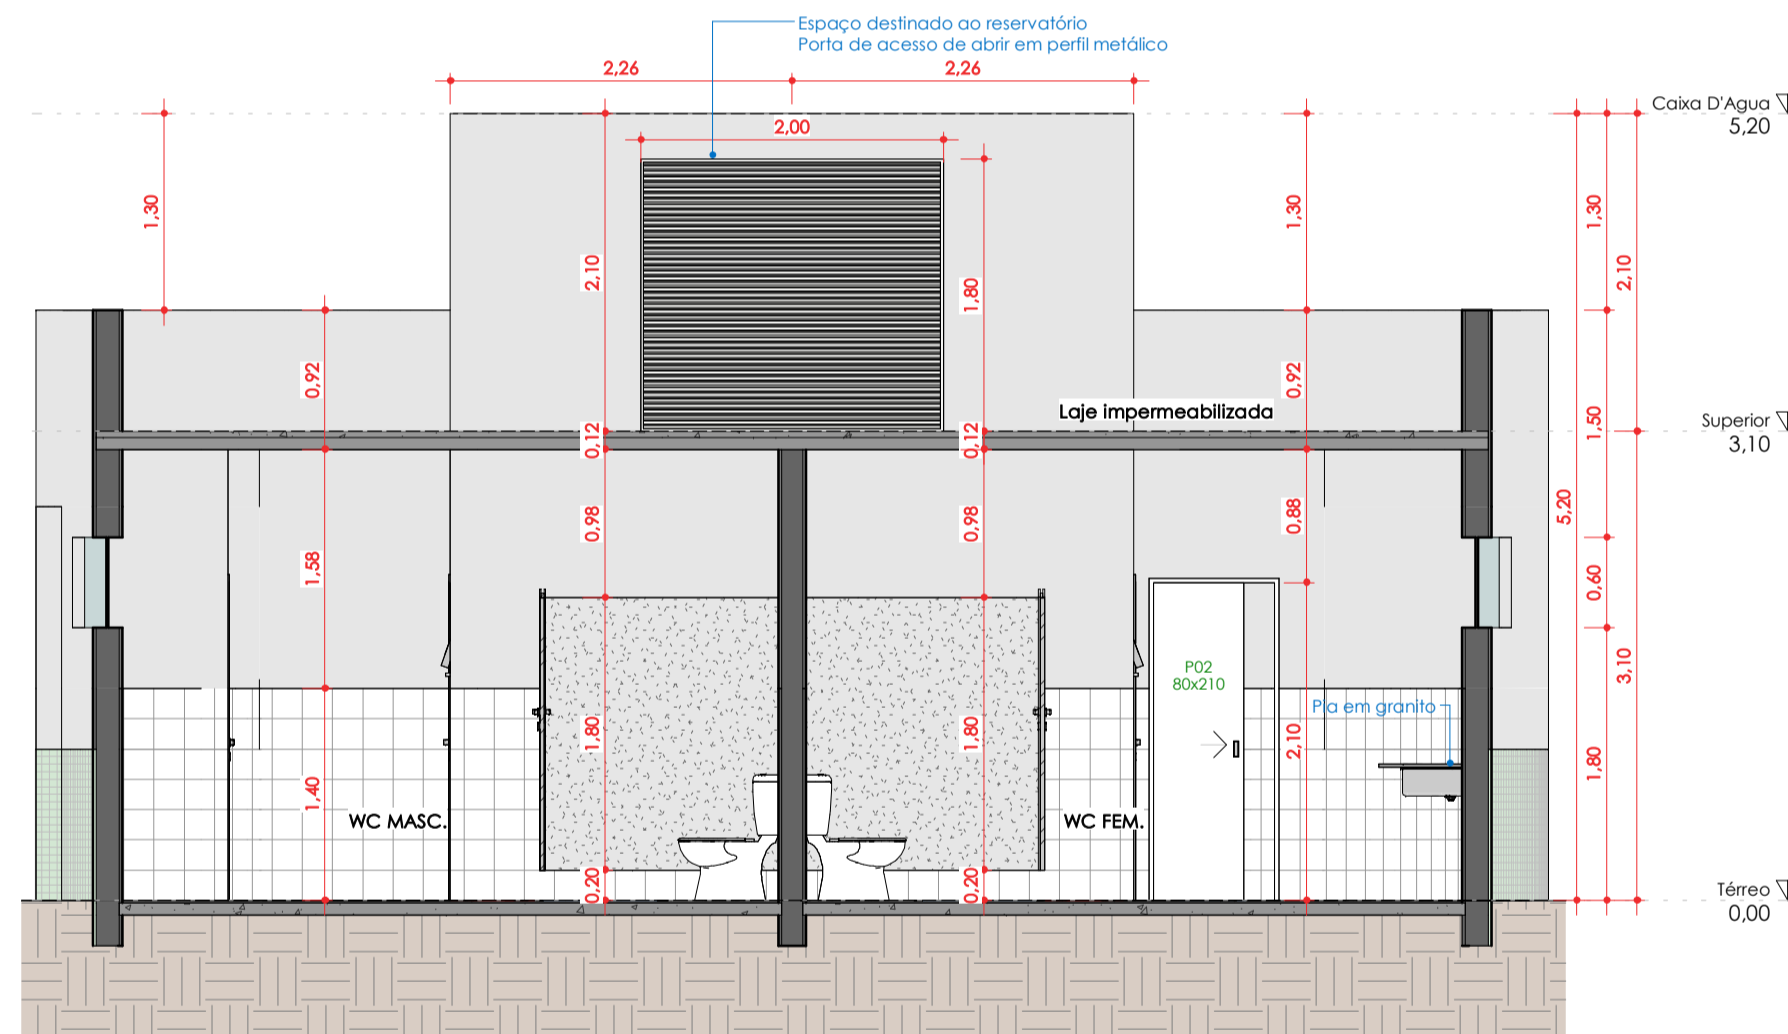 Espaço destinado ao reservatório
Porta de acesso de abrir em perfil metálico
2,26
2,26
Caixa D'Agua
5,20
2,00
1,30
2,10
1,80
1,30
1,30
2,10
0,92
0,92
Laje impermeabilizada
1,50
Superior
3,10
0,12
0,12
0,98
0,98
0,88
5,20
1,58
0,60
3,10
P02
80x210
Pia em granito
1,80
1,80
2,10
1,80
1,40
WC MASC.
WC FEM.
0,20
0,20
Térreo
0,00